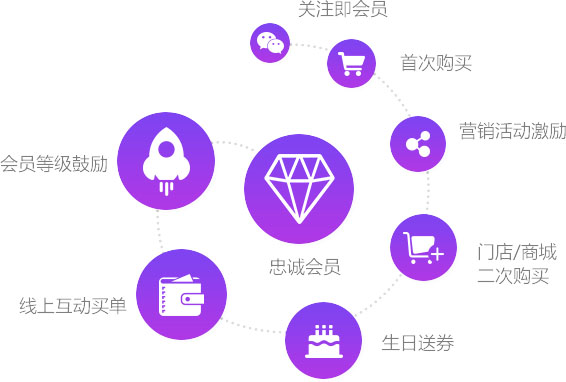 关注即会员
首次购买
营销活动激励
门店/商城
二次购买
生日送券
线上互动买单
会员等级鼓励
忠诚会员